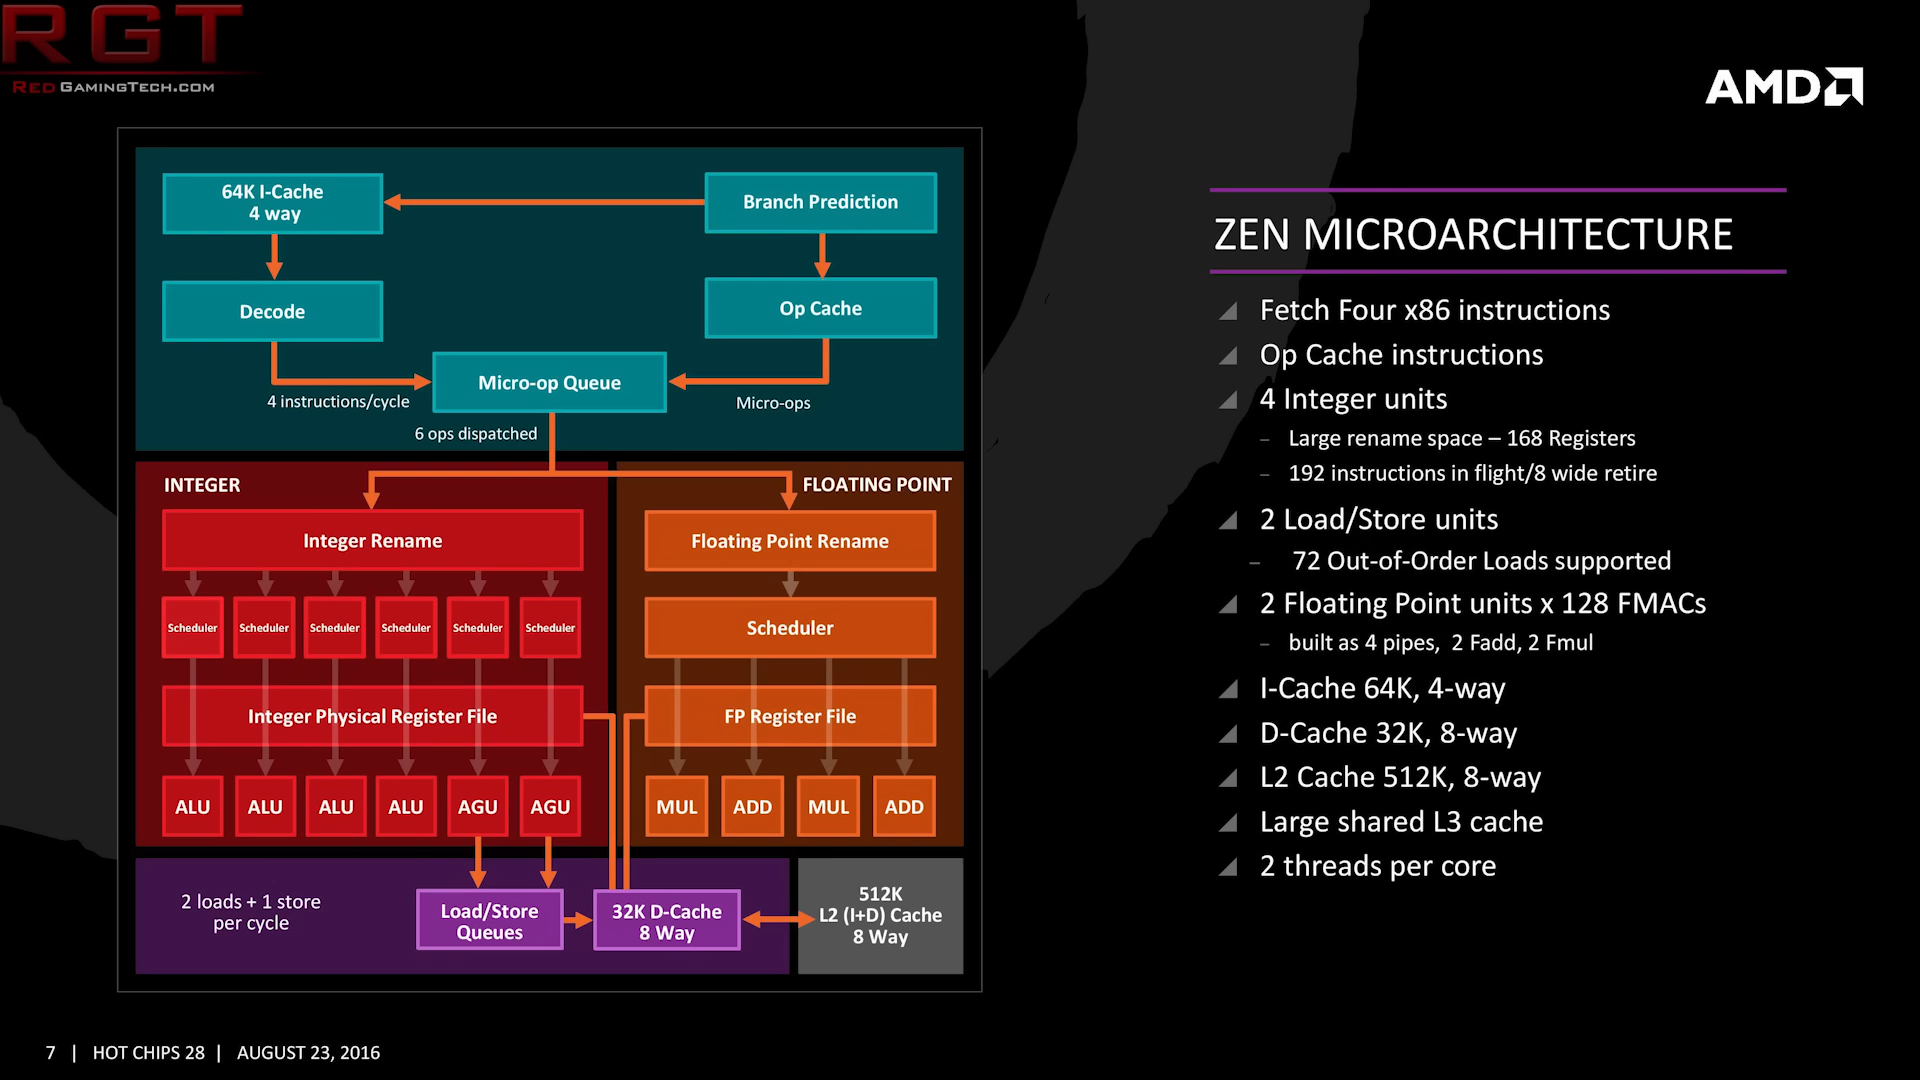 RGT
RedGamingTech.com
AMD
64K I-Cache
4 way
Branch Prediction
Decode
Op Cache
Micro-op Queue
4 instructions/cycle
Micro-ops
6 ops dispatched
INTEGER
FLOATING POINT
Integer Rename
Floating Point Rename
Scheduler Scheduler Scheduler Scheduler Scheduler Scheduler
Scheduler
Integer Physical Register File
FP Register File
ALU ALU ALU ALU AGU AGU
MUL ADD MUL ADD
2 loads + 1 store
per cycle
Load/Store
Queues
32K D-Cache
8 Way
512K
L2 (I+D) Cache
8 Way
ZEN MICROARCHITECTURE
Fetch Four x86 instructions
Op Cache instructions
4 Integer units
– Large rename space – 168 Registers
– 192 instructions in flight/8 wide retire
2 Load/Store units
– 72 Out-of-Order Loads supported
2 Floating Point units x 128 FMACs
– built as 4 pipes, 2 Fadd, 2 Fmul
I-Cache 64K, 4-way
D-Cache 32K, 8-way
L2 Cache 512K, 8-way
Large shared L3 cache
2 threads per core
7 | HOT CHIPS 28 | AUGUST 23, 2016